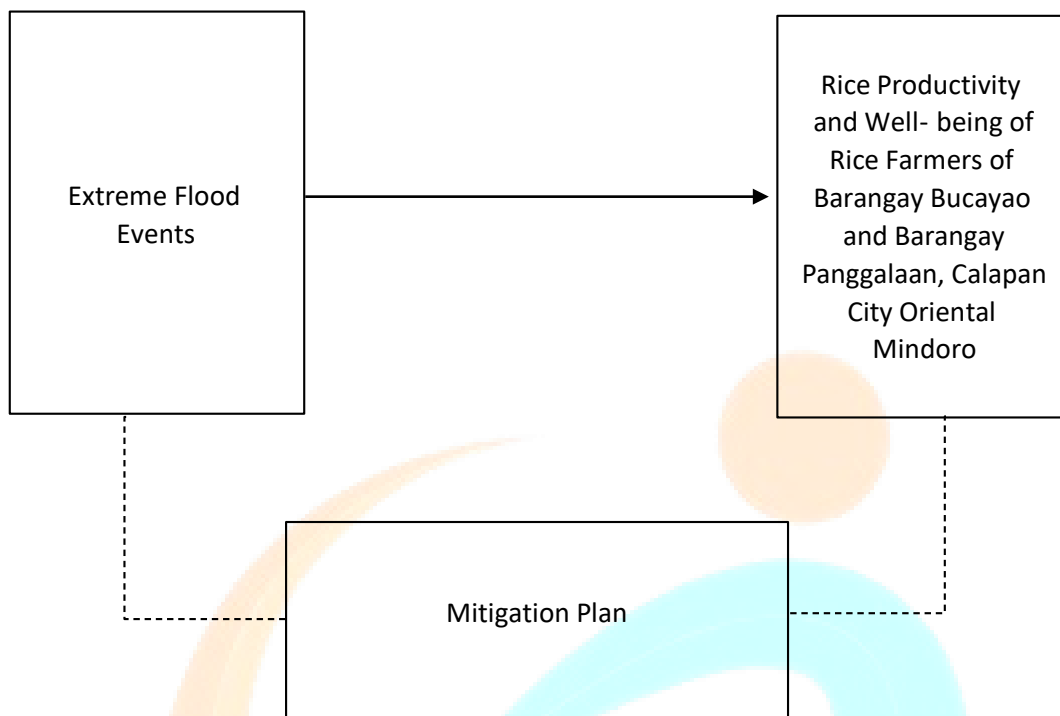 Extreme Flood
Events
Rice Productivity
and Well- being of
Rice Farmers of
Barangay Bucayao
and Barangay
Panggalaan, Calapan
City Oriental
Mindoro
Mitigation Plan